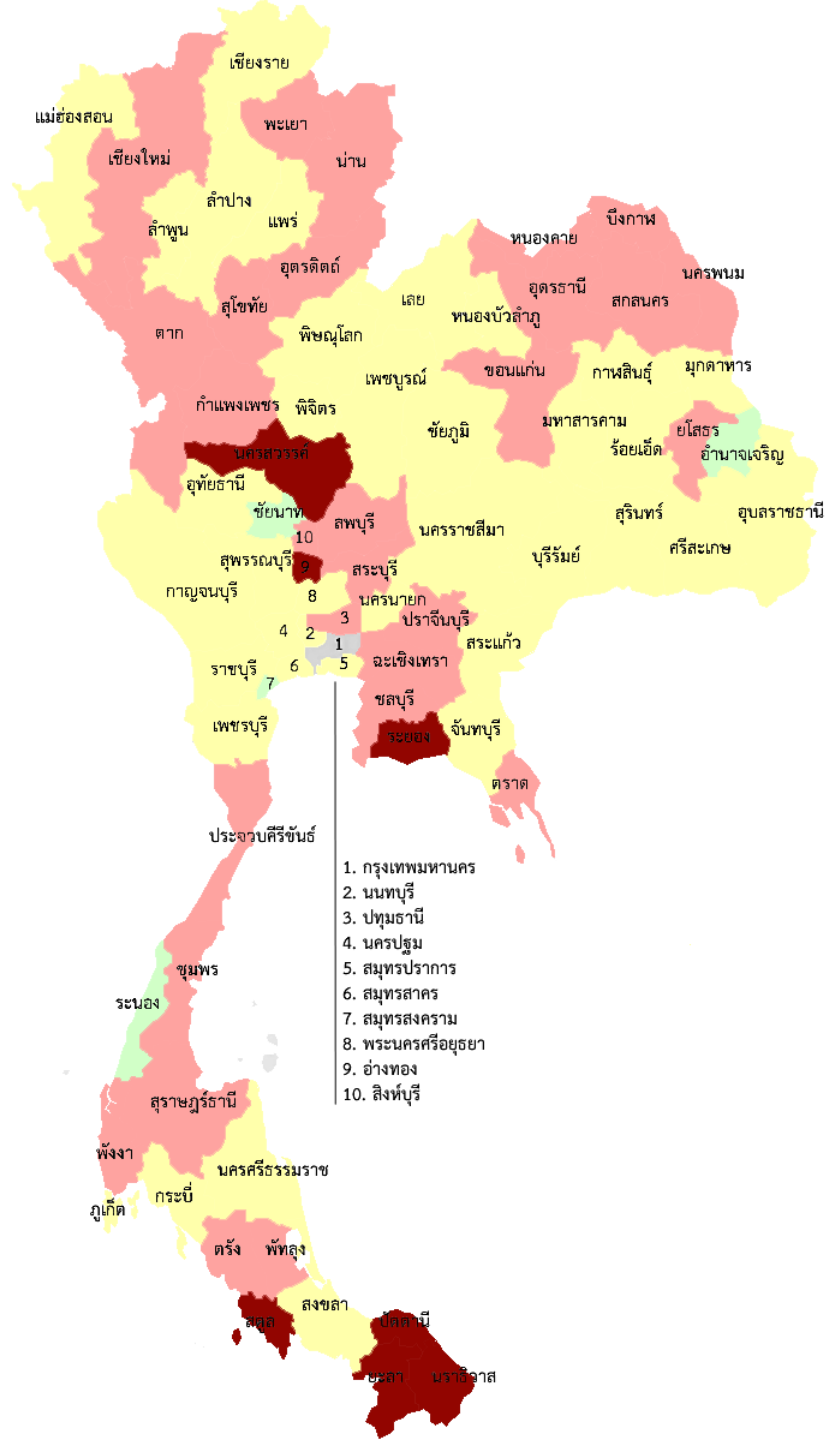 เชียงราย
แม่ฮ่องสอน
พะเยา
เชียงใหม่
น่าน
ลำปาง
แพร่
ลำพูน
บึงกาฬ
หนองคาย
อุตรดิตถ์
นครพนม
อุดรธานี
สกลนคร
สุโขทัย
เลย
หนองบัวลำภู
ตาก
พิษณุโลก
มุกดาหาร
ขอนแก่น
กาฬสินธุ์
เพชบูรณ์
กำแพงเพชร
พิจิตร
มหาสารคาม
ชัยภูมิ
ยโสธร
ร้อยเอ็ด
นครสวรรค์
อำนาจเจริญ
อุทัยธานี
ชัยนาท
ลพบุรี
สุรินทร์
อุบลราชธานี
นครราชสีมา
10
ศรีสะเกษ
บุรีรัมย์
สุพรรณบุรี
9
สระบุรี
กาญจนบุรี
8
นครนายก
3
ปราจีนบุรี
4
2
1
สระแก้ว
ราชบุรี
6
5
ฉะเชิงเทรา
7
ชลบุรี
เพชรบุรี
ระยอง
จันทบุรี
ตราด
ประจวบคีรีขันธ์
1. กรุงเทพมหานคร
2. นนทบุรี
3. ปทุมธานี
4. นครปฐม
5. สมุทรปราการ
6. สมุทรสาคร
7. สมุทรสงคราม
8. พระนครศรีอยุธยา
9. อ่างทอง
10. สิงห์บุรี
ชุมพร
ระนอง
สุราษฎร์ธานี
พังงา
นครศรีธรรมราช
กระบี่
ภูเก็ต
ตรัง
พัทลุง
สงขลา
สตูล
ปัตตานี
ยะลา
นราธิวาส